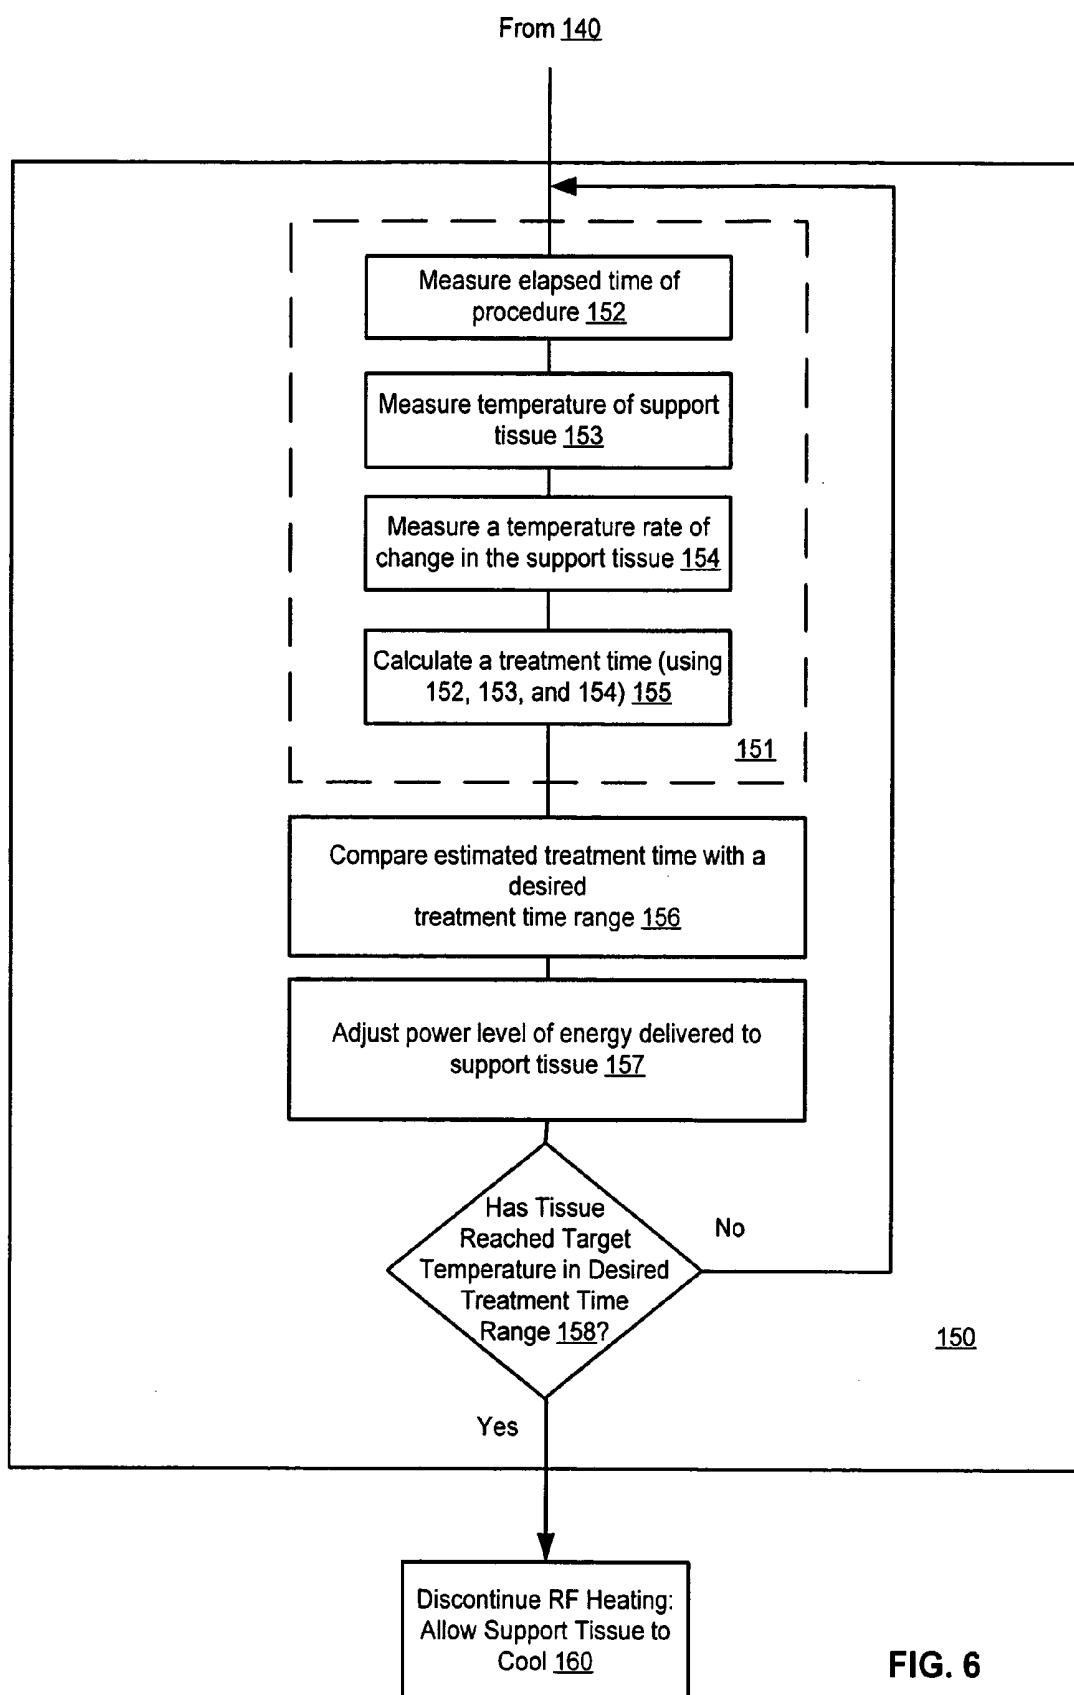 From 140
Measure elapsed time of
procedure 152
Measure temperature of support
tissue 153
Measure a temperature rate of
change in the support tissue 154
Calculate a treatment time (using
152, 153, and 154) 155
151
Compare estimated treatment time with a
desired
treatment time range 156
Adjust power level of energy delivered to
support tissue 157
Has Tissue
Reached Target
Temperature in Desired
Treatment Time
Range 158?
No
150
Yes
Discontinue RF Heating:
Allow Support Tissue to
Cool 160
FIG. 6